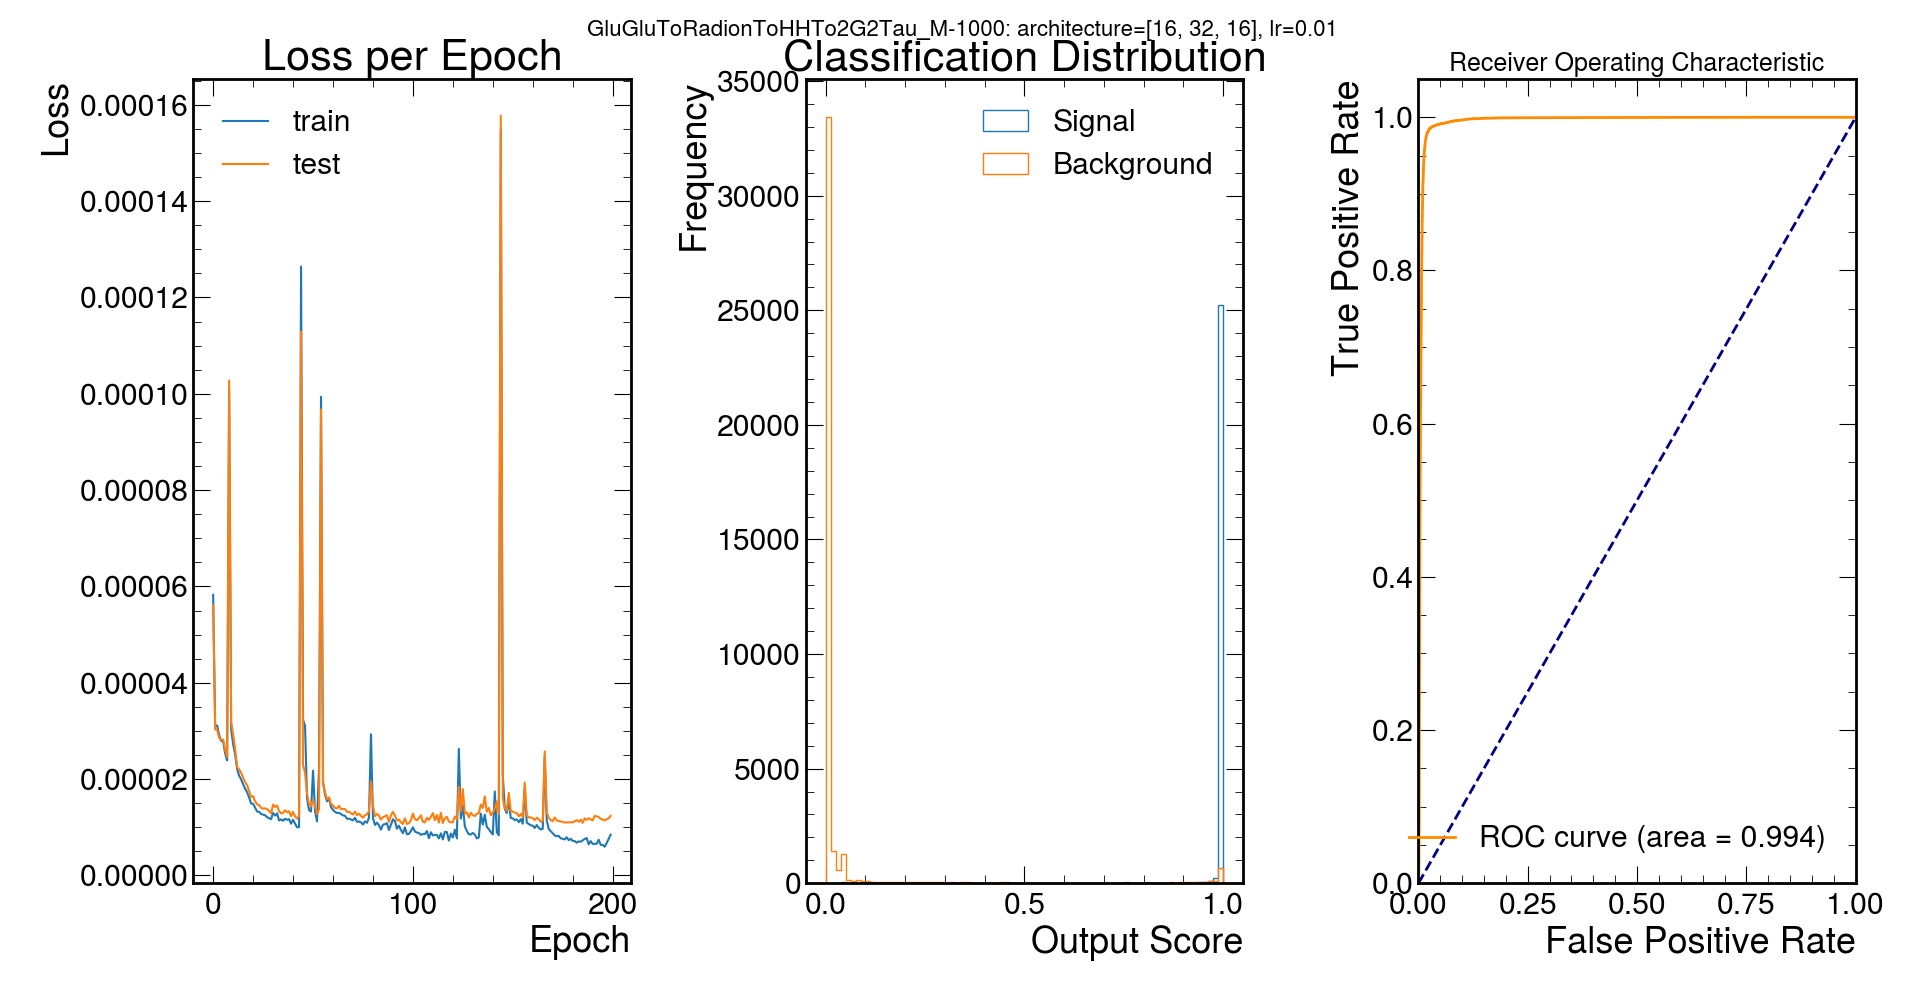 GluGluToRadionToHHTo2G2Tau_M-1000: architecture=[16, 32, 16], lr=0.01
Loss per Epoch
Loss
0.00016
0.00014
0.00012
0.00010
0.00008
0.00006
0.00004
0.00002
0.00000
train
test
0 100 200
Epoch
Classification Distribution
Frequency
35000
30000
25000
20000
15000
10000
5000
0
Signal
Background
0.0 0.5 1.0
Output Score
Receiver Operating Characteristic
True Positive Rate
1.0
0.8
0.6
0.4
0.2
0.0
ROC curve (area = 0.994)
0.00 0.25 0.50 0.75 1.00
False Positive Rate